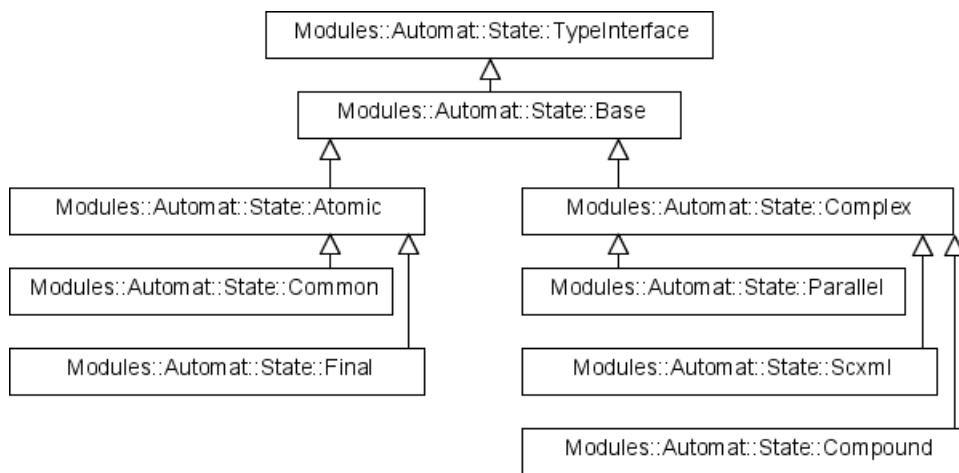 Modules::Automat::State::TypeInterface
Modules::Automat::State::Base
Modules::Automat::State::Atomic
Modules::Automat::State::Complex
Modules::Automat::State::Common
Modules::Automat::State::Parallel
Modules::Automat::State::Final
Modules::Automat::State::Scxml
Modules::Automat::State::Compound